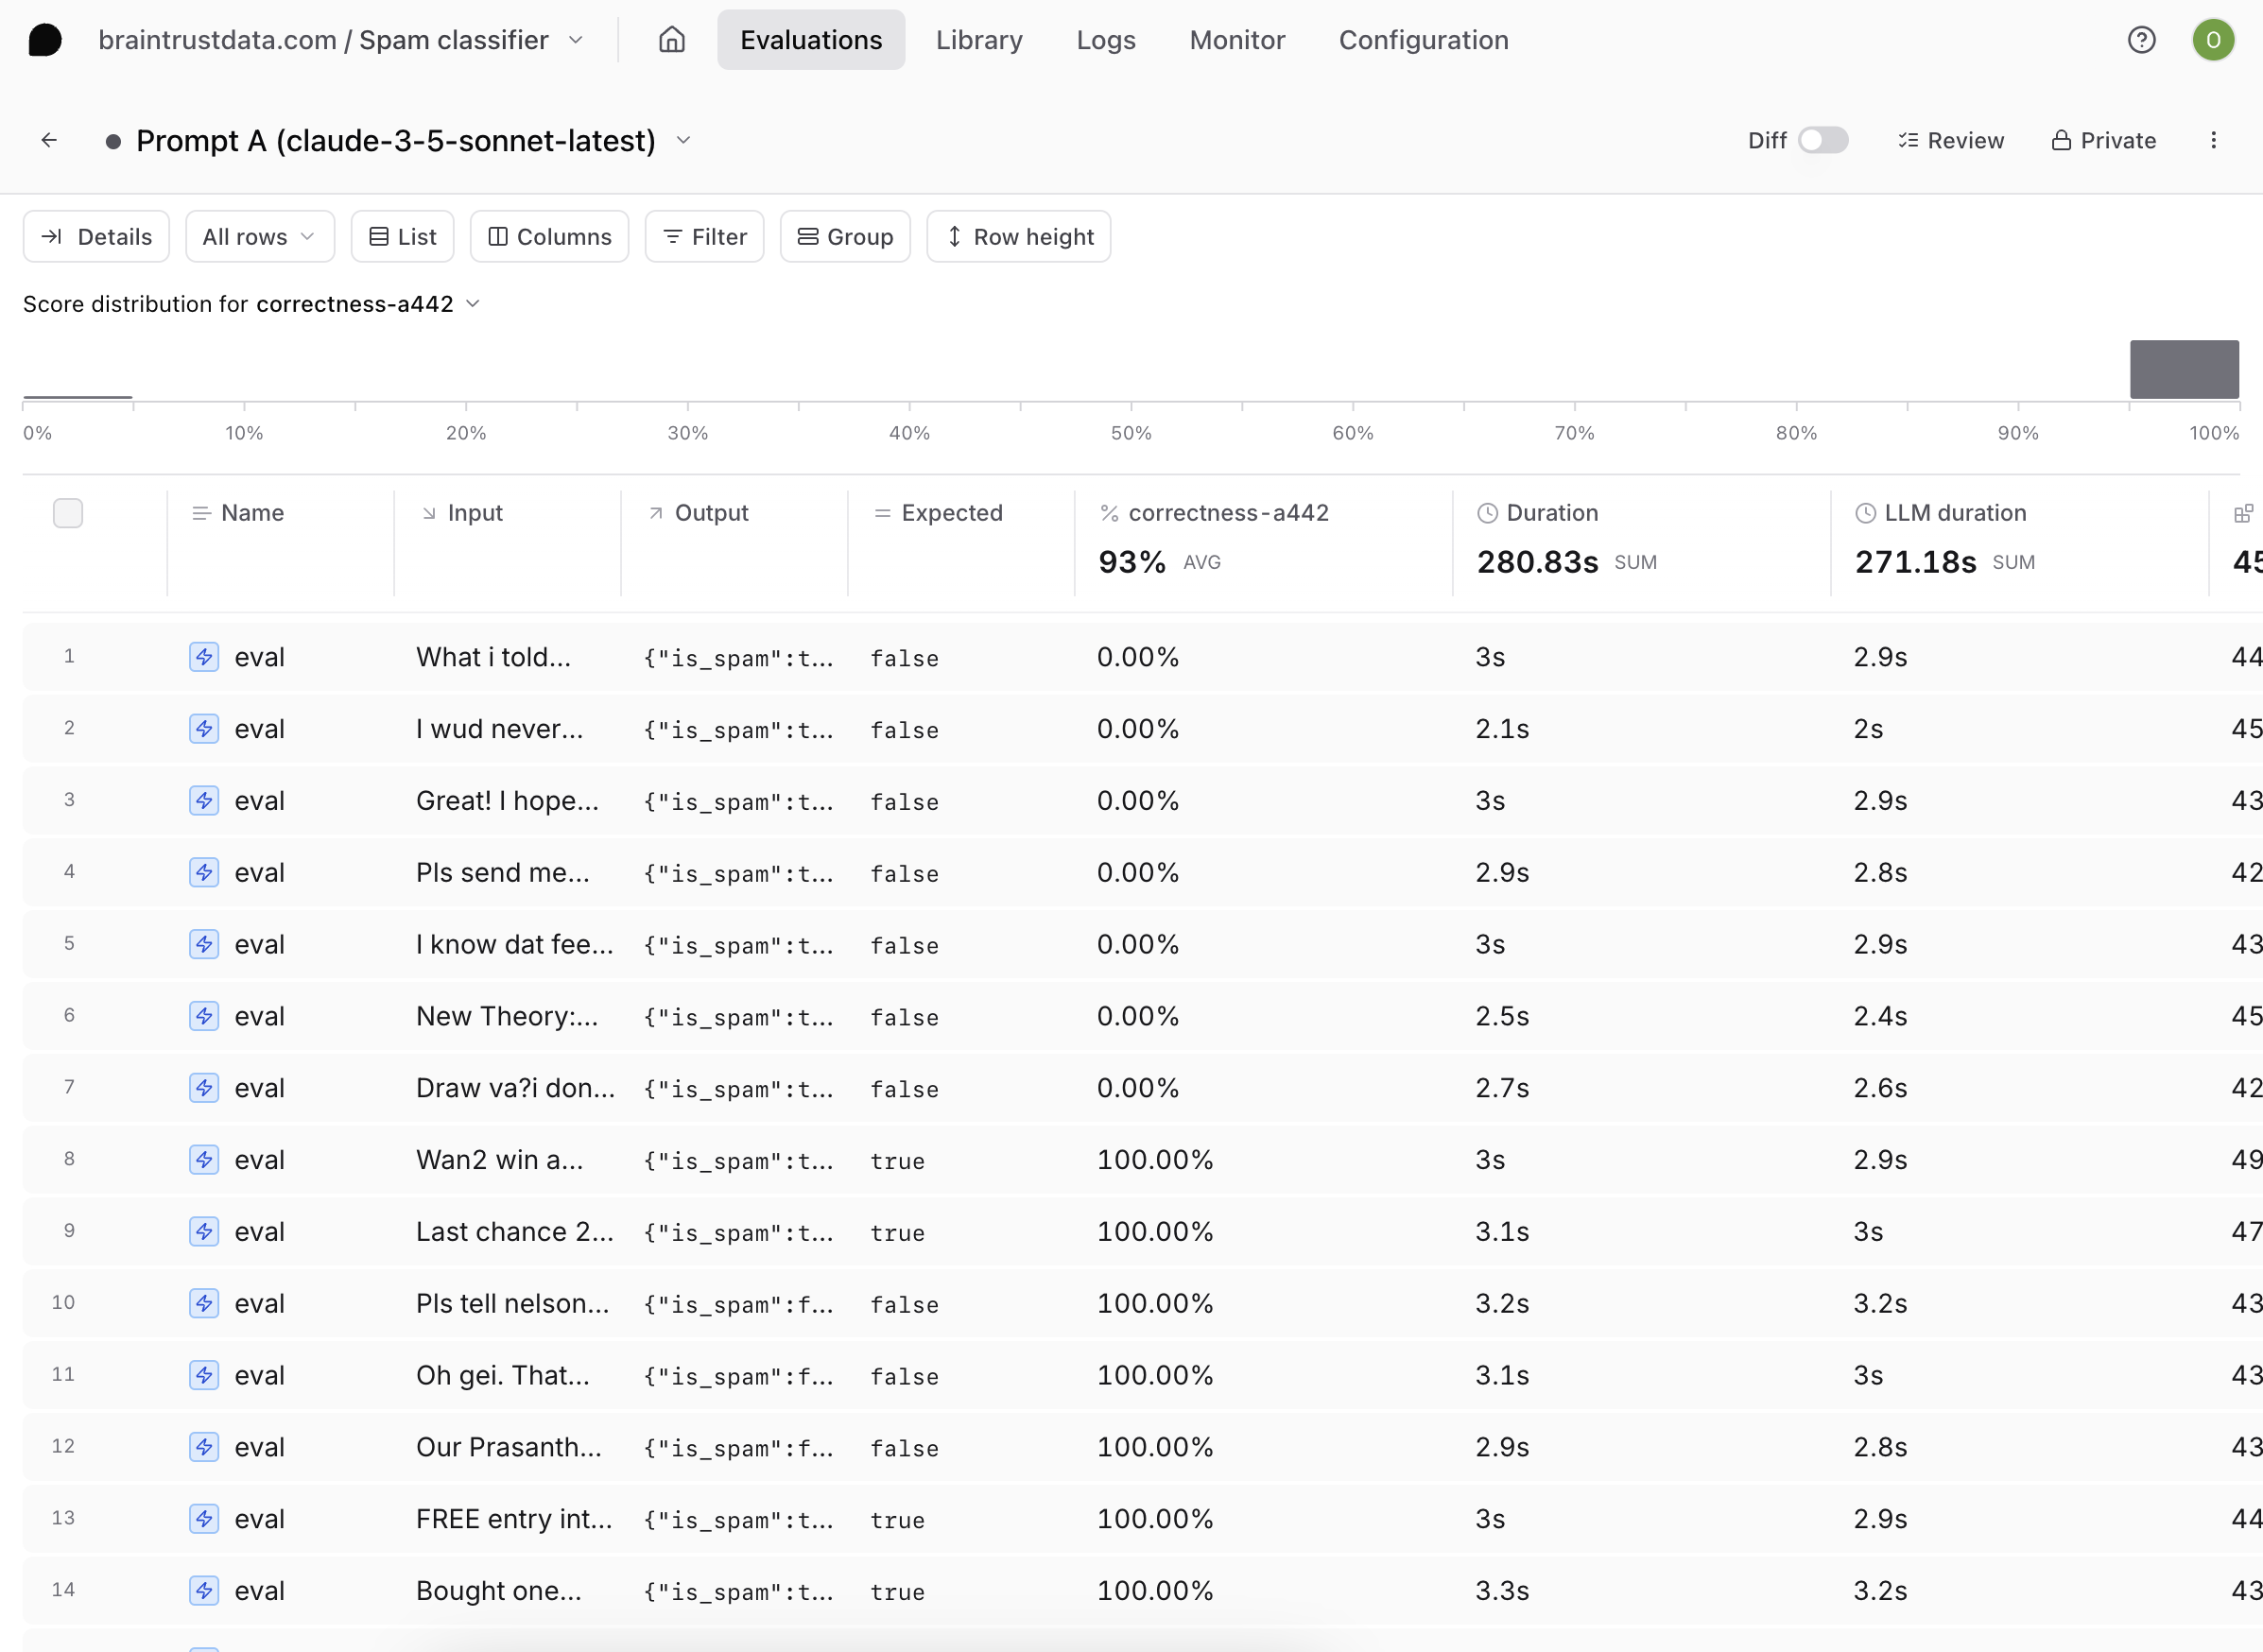 braintrustdata.com / Spam classifier Evaluations Library Logs Monitor Configuration O
Prompt A (claude-3-5-sonnet-latest) Diff Review Private
Details All rows List Columns Filter Group Row height
Score distribution for correctness-a442
0% 10% 20% 30% 40% 50% 60% 70% 80% 90% 100%
Name Input Output Expected correctness-a442 Duration LLM duration
93% AVG 280.83s SUM 271.18s SUM 45
1 eval What i told... {"is_spam":t... false 0.00% 3s 2.9s 44
2 eval I wud never... {"is_spam":t... false 0.00% 2.1s 2s 45
3 eval Great! I hope... {"is_spam":t... false 0.00% 3s 2.9s 43
4 eval Pls send me... {"is_spam":t... false 0.00% 2.9s 2.8s 42
5 eval I know dat fee... {"is_spam":t... false 0.00% 3s 2.9s 43
6 eval New Theory:... {"is_spam":t... false 0.00% 2.5s 2.4s 45
7 eval Draw va?i don... {"is_spam":t... false 0.00% 2.7s 2.6s 42
8 eval Wan2 win a... {"is_spam":t... true 100.00% 3s 2.9s 49
9 eval Last chance 2... {"is_spam":t... true 100.00% 3.1s 3s 47
10 eval Pls tell nelson... {"is_spam":f... false 100.00% 3.2s 3.2s 43
11 eval Oh gei. That... {"is_spam":f... false 100.00% 3.1s 3s 43
12 eval Our Prasanth... {"is_spam":f... false 100.00% 2.9s 2.8s 43
13 eval FREE entry int... {"is_spam":t... true 100.00% 3s 2.9s 44
14 eval Bought one... {"is_spam":t... true 100.00% 3.3s 3.2s 43